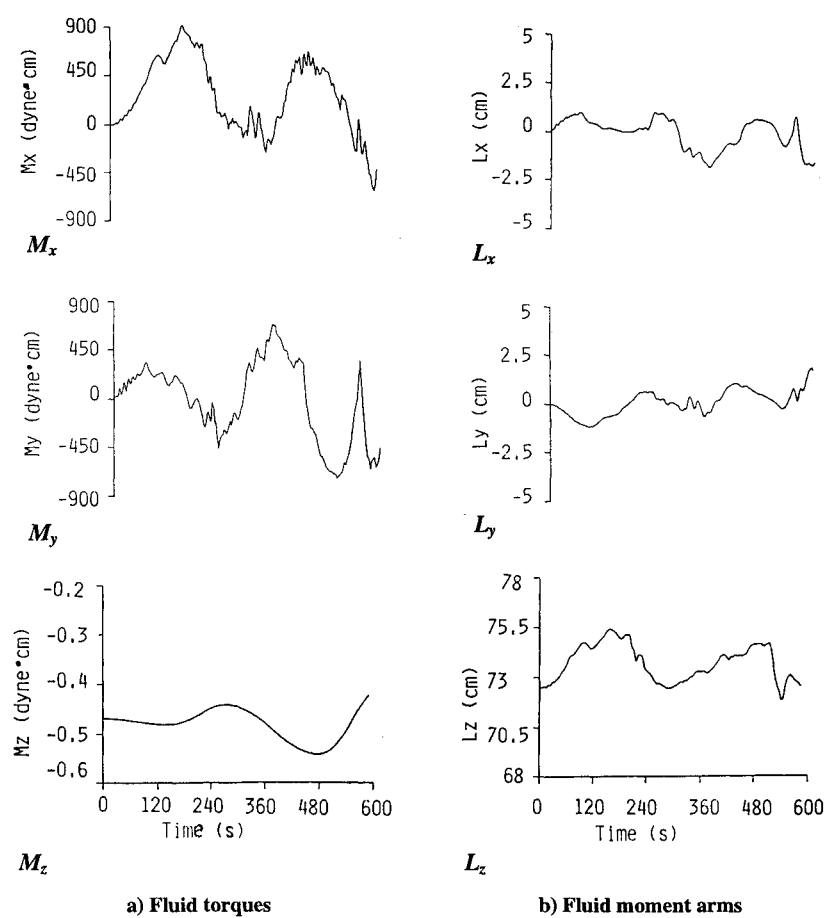 900
450
0
-450
-900
Mx (dyne•cm)
Mx
5
2.5
0
-2.5
-5
Lx (cm)
Lx
900
450
0
-450
-900
My (dyne•cm)
My
5
2.5
0
-2.5
-5
Ly (cm)
Ly
-0.2
-0.3
-0.4
-0.5
-0.6
Mz (dyne•cm)
0 120 240 360 480 600
Time (s)
Mz
78
75.5
73
70.5
68
Lz (cm)
0 120 240 360 480 600
Time (s)
Lz
a) Fluid torques
b) Fluid moment arms